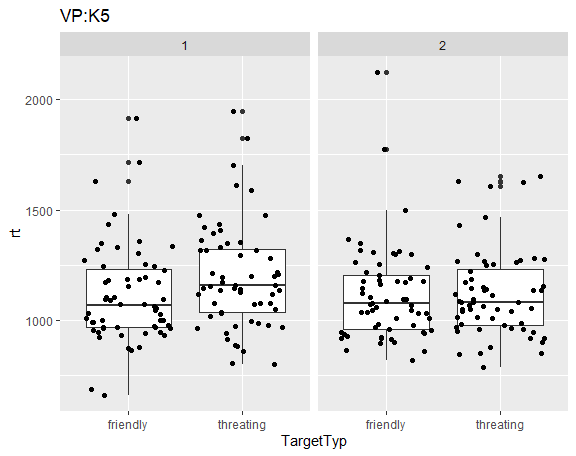 VP:K5
1 2
2000
1500
1000
rt
friendly threating friendly threating
TargetTyp